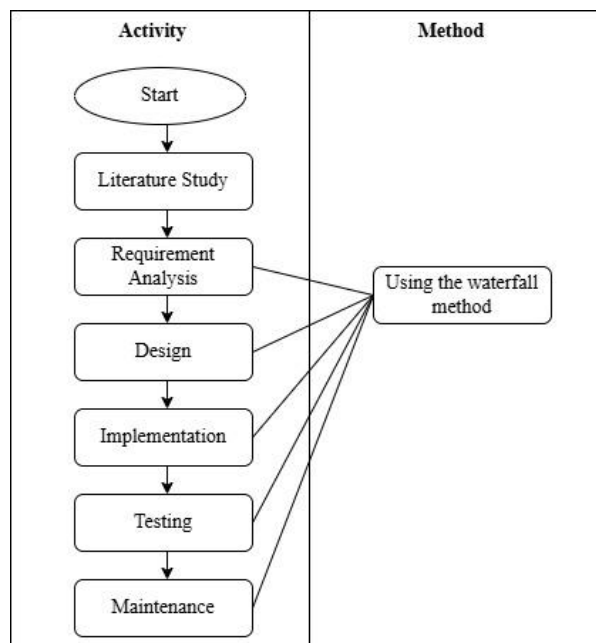 Activity
Method
Start
Literature Study
Requirement
Analysis
Using the waterfall
method
Design
Implementation
Testing
Maintenance